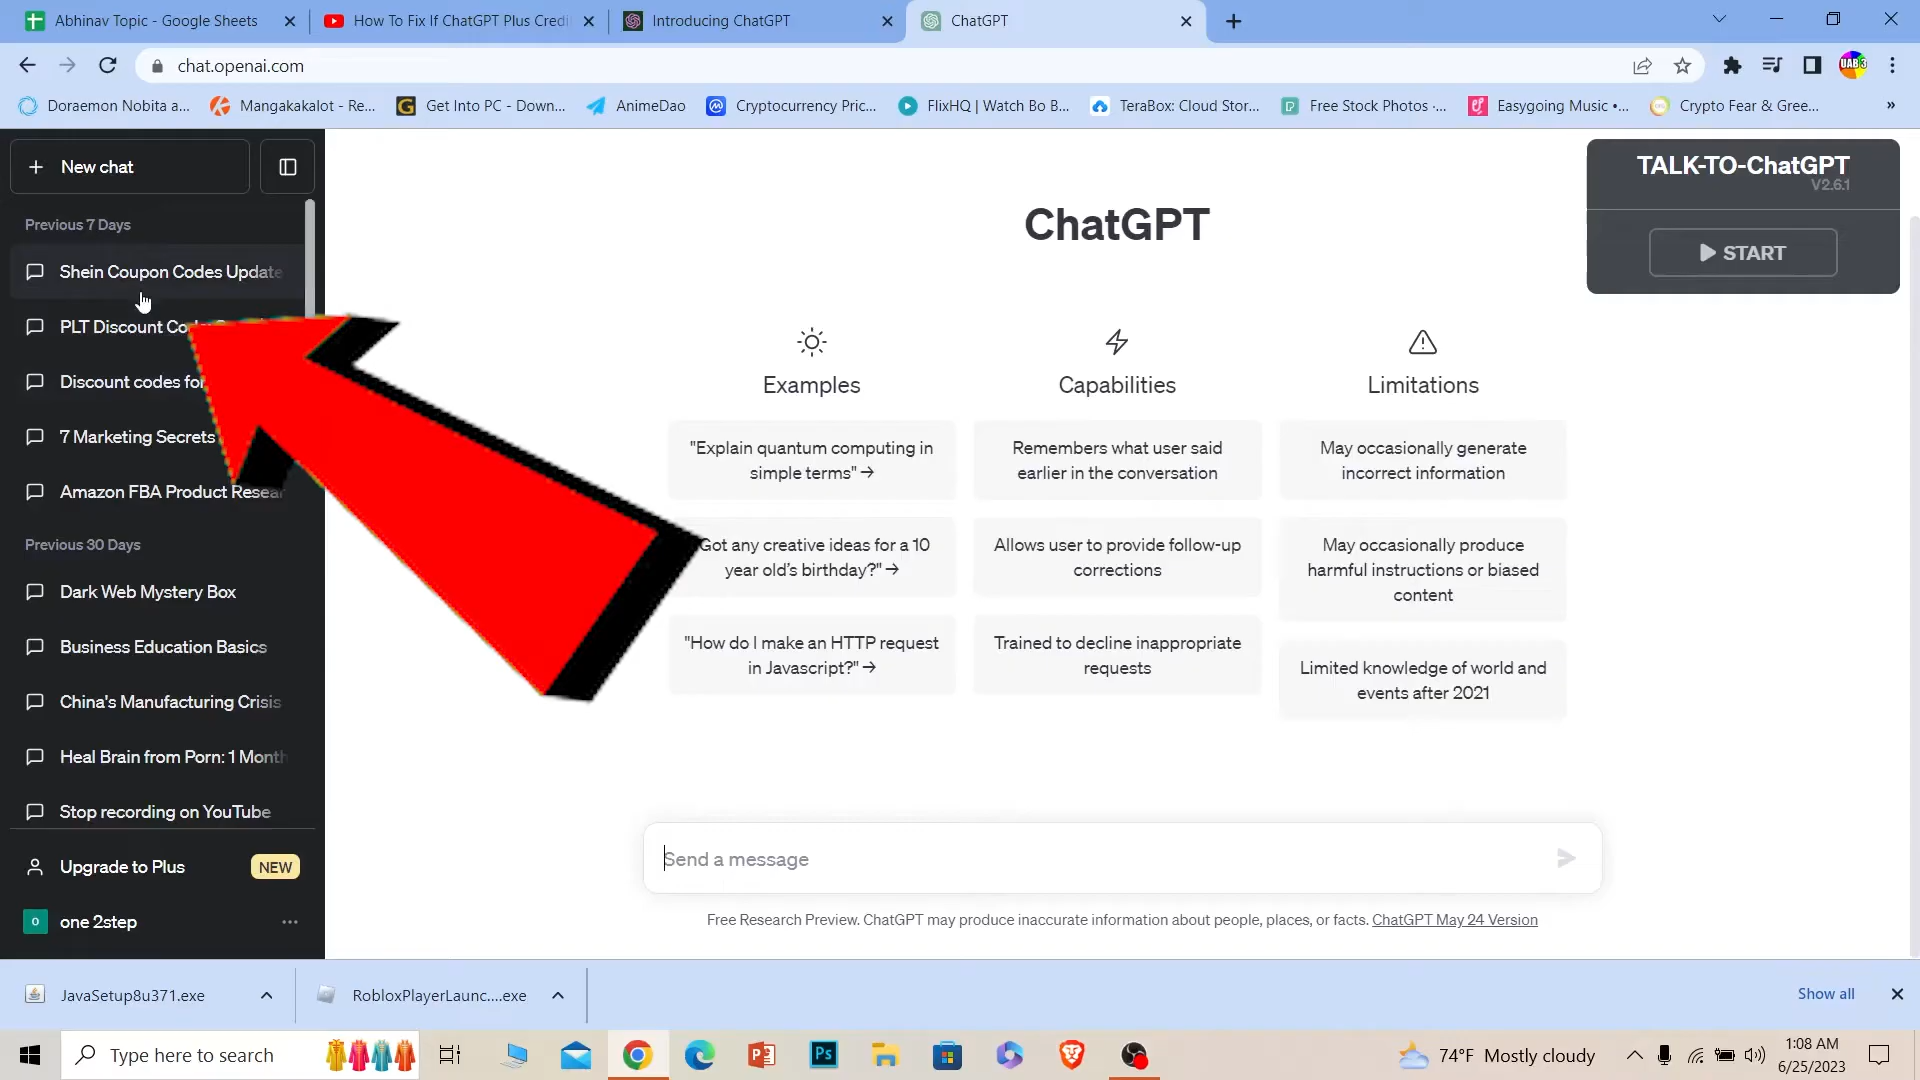 Abhinav Topic - Google Sheets
How To Fix If ChatGPT Plus Credi
Introducing ChatGPT
ChatGPT
chat.openai.com
UAB 3
Doraemon Nobita a...
Mangakakalot - Re...
Get Into PC - Down...
AnimeDao
Cryptocurrency Pric...
FlixHQ | Watch Bo B...
TeraBox: Cloud Stor...
Free Stock Photos ·...
Easygoing Music •...
Crypto Fear & Gree...
»
New chat
Previous 7 Days
Shein Coupon Codes Update
PLT Discount Code
Discount codes for
7 Marketing Secrets
Amazon FBA Product Resear
Previous 30 Days
Dark Web Mystery Box
Business Education Basics
China's Manufacturing Crisis
Heal Brain from Porn: 1 Month
Stop recording on YouTube
Upgrade to Plus
NEW
o
one 2step
TALK-TO-ChatGPT
V2.6.1
START
ChatGPT
Examples
"Explain quantum computing in
simple terms" →
Got any creative ideas for a 10
year old's birthday?" →
"How do I make an HTTP request
in Javascript?" →
Capabilities
Remembers what user said
earlier in the conversation
Allows user to provide follow-up
corrections
Trained to decline inappropriate
requests
Limitations
May occasionally generate
incorrect information
May occasionally produce
harmful instructions or biased
content
Limited knowledge of world and
events after 2021
Send a message
Free Research Preview. ChatGPT may produce inaccurate information about people, places, or facts. ChatGPT May 24 Version
JavaSetup8u371.exe
RobloxPlayerLaunc....exe
Show all
Type here to search
Ps
74°F Mostly cloudy
1:08 AM
6/25/2023